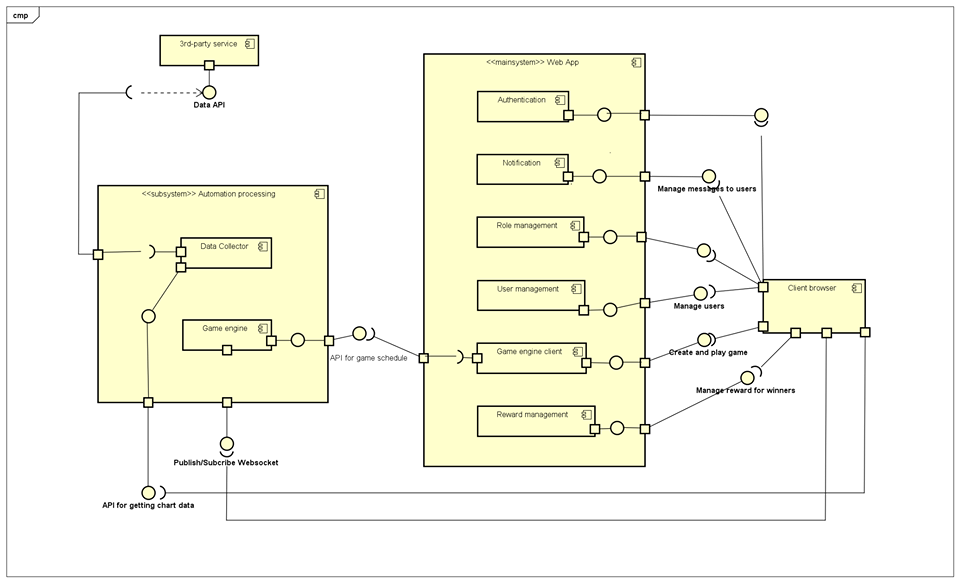 cmp
3rd-party service
Data API
<<mainsystem>> Web App
Authentication
Notification
Manage messages to users
<<subsystem>> Automation processing
Role management
Data Collector
User management
Client browser
Manage users
Game engine
API for game schedule
Game engine client
Create and play game
Manage reward for winners
Reward management
Publish/Subcribe Websocket
API for getting chart data